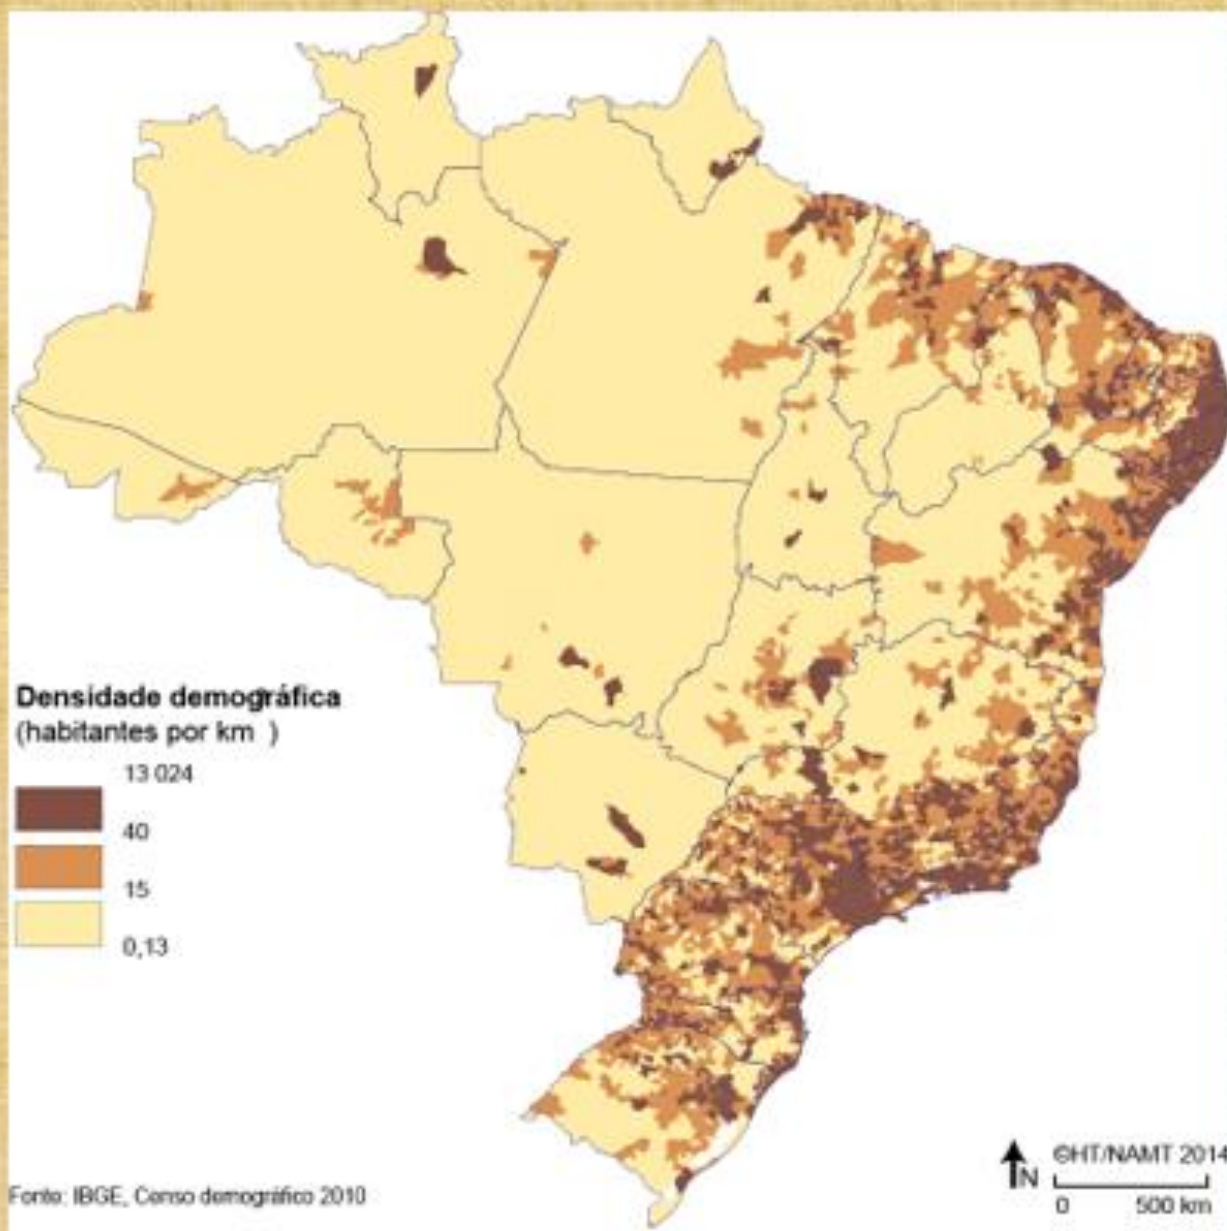 Densidade demográfica
(habitantes por km )
13 024
40
15
0,13
Fonte: IBGE, Censo demográfico 2010
N
©HT/NAMT 2014
0 500 km